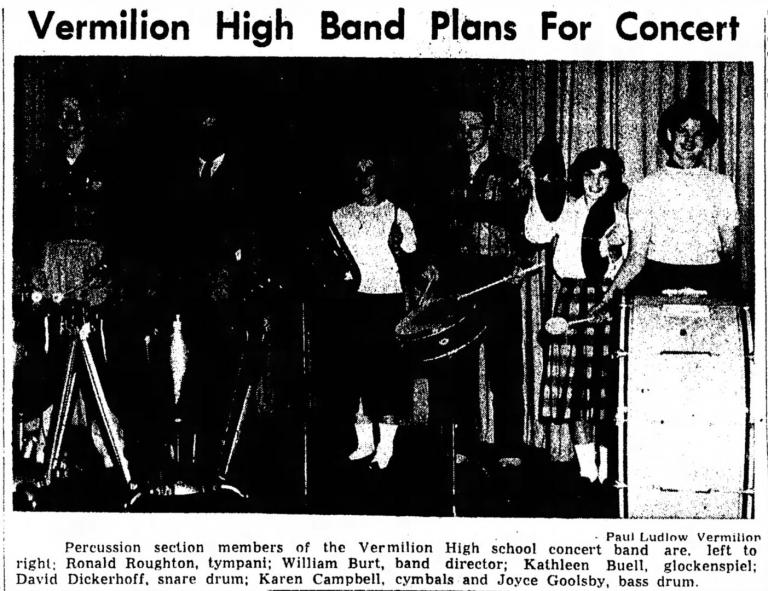 Vermilion High Band Plans For Concert
Paul Ludlow Vermilion
Percussion section members of the Vermilion High school concert band are, left to
right: Ronald Roughton, tympani; William Burt, band director; Kathleen Buell, glockenspiel;
David Dickerhoff, snare drum; Karen Campbell, cymbals and Joyce Goolsby, bass drum.